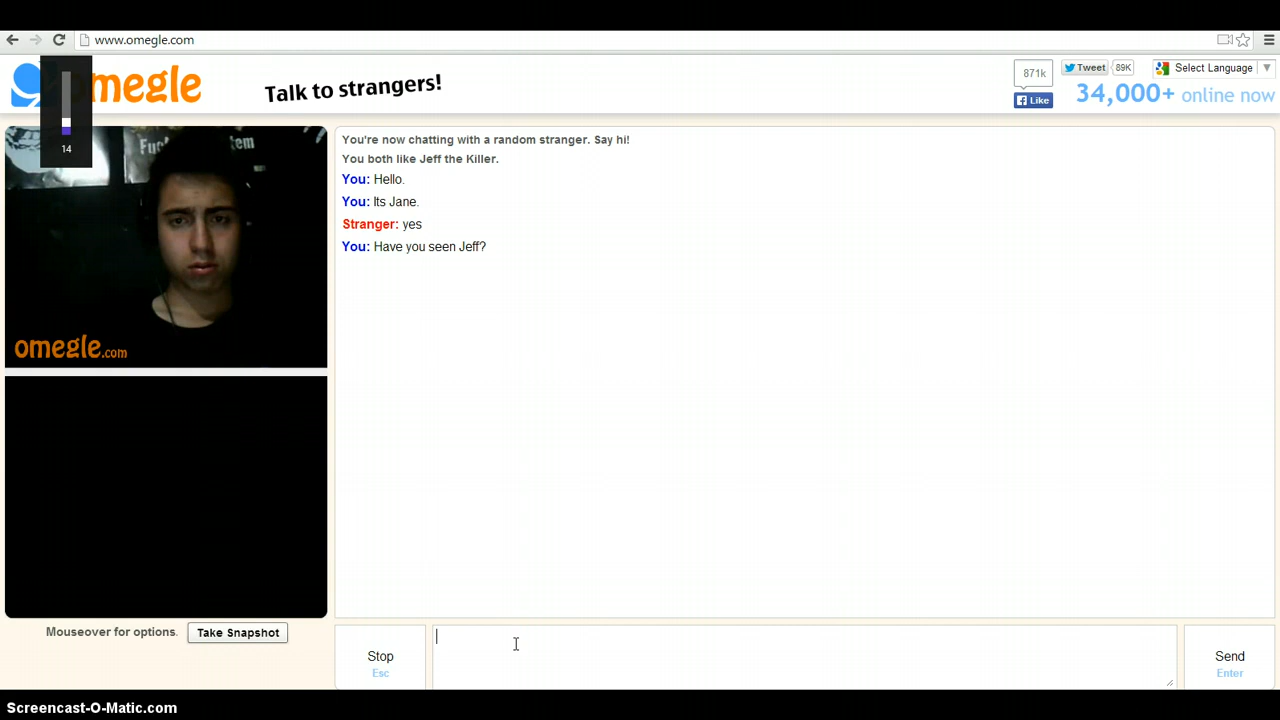 www.omegle.com
omegle
Talk to strangers!
871k
Like
Tweet
89K
Select Language
34,000+ online now
14
You're now chatting with a random stranger. Say hi!
You both like Jeff the Killer.
You: Hello.
You: Its Jane.
Stranger: yes
You: Have you seen Jeff?
omegle.com
Mouseover for options.
Take Snapshot
Stop
Esc
Send
Enter
Screencast-O-Matic.com